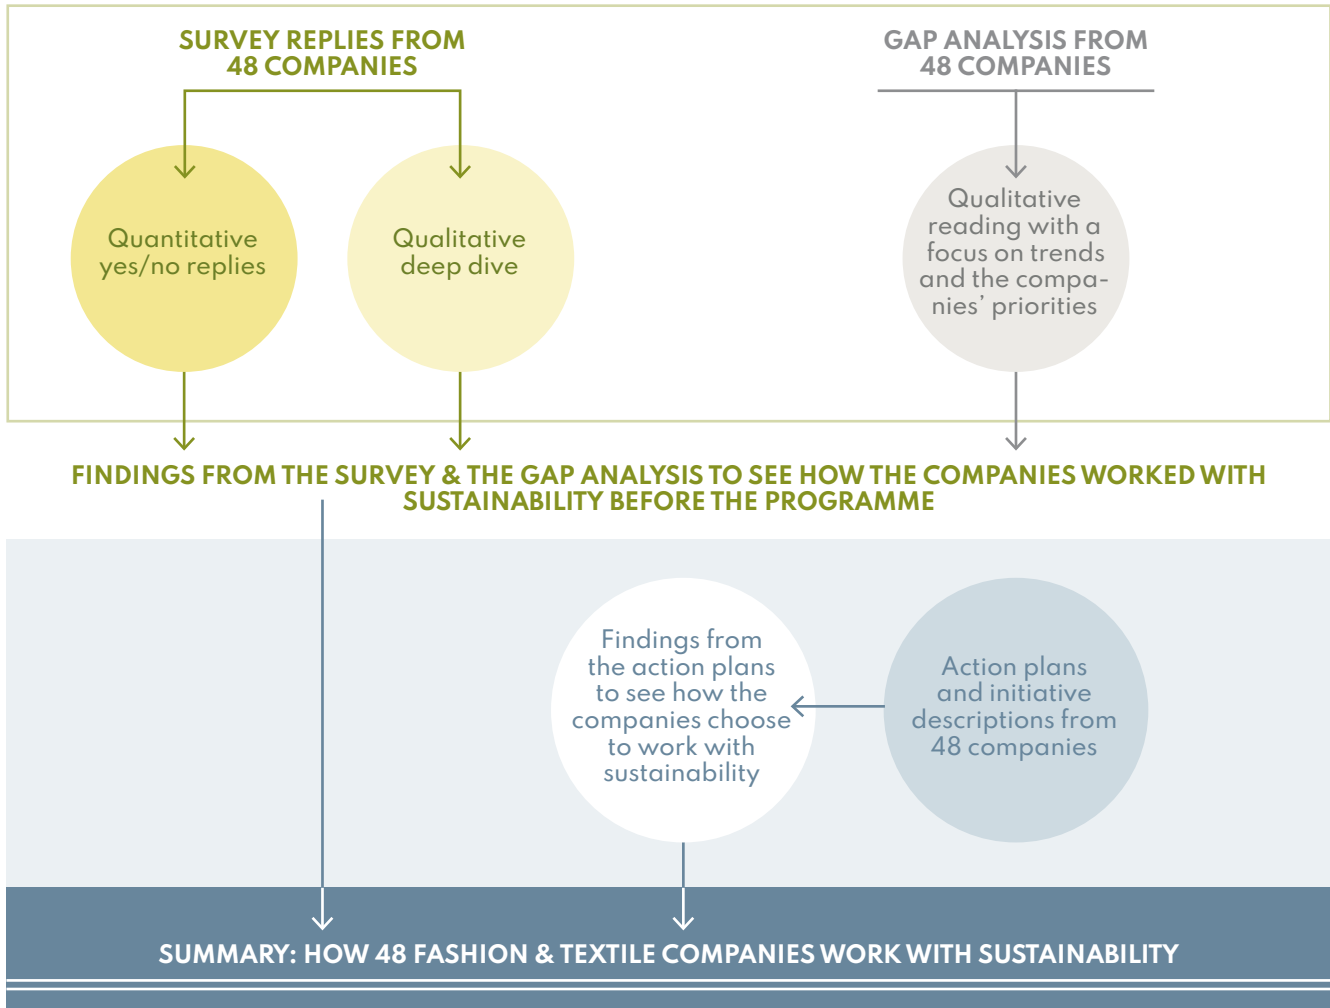 SURVEY REPLIES FROM
48 COMPANIES
GAP ANALYSIS FROM
48 COMPANIES
Quantitative
yes/no replies
Qualitative
deep dive
Qualitative
reading with a
focus on trends
and the compa-
nies’ priorities
FINDINGS FROM THE SURVEY & THE GAP ANALYSIS TO SEE HOW THE COMPANIES WORKED WITH
SUSTAINABILITY BEFORE THE PROGRAMME
Findings from
the action plans
to see how the
companies choose
to work with
sustainability
Action plans
and initiative
descriptions from
48 companies
SUMMARY: HOW 48 FASHION & TEXTILE COMPANIES WORK WITH SUSTAINABILITY